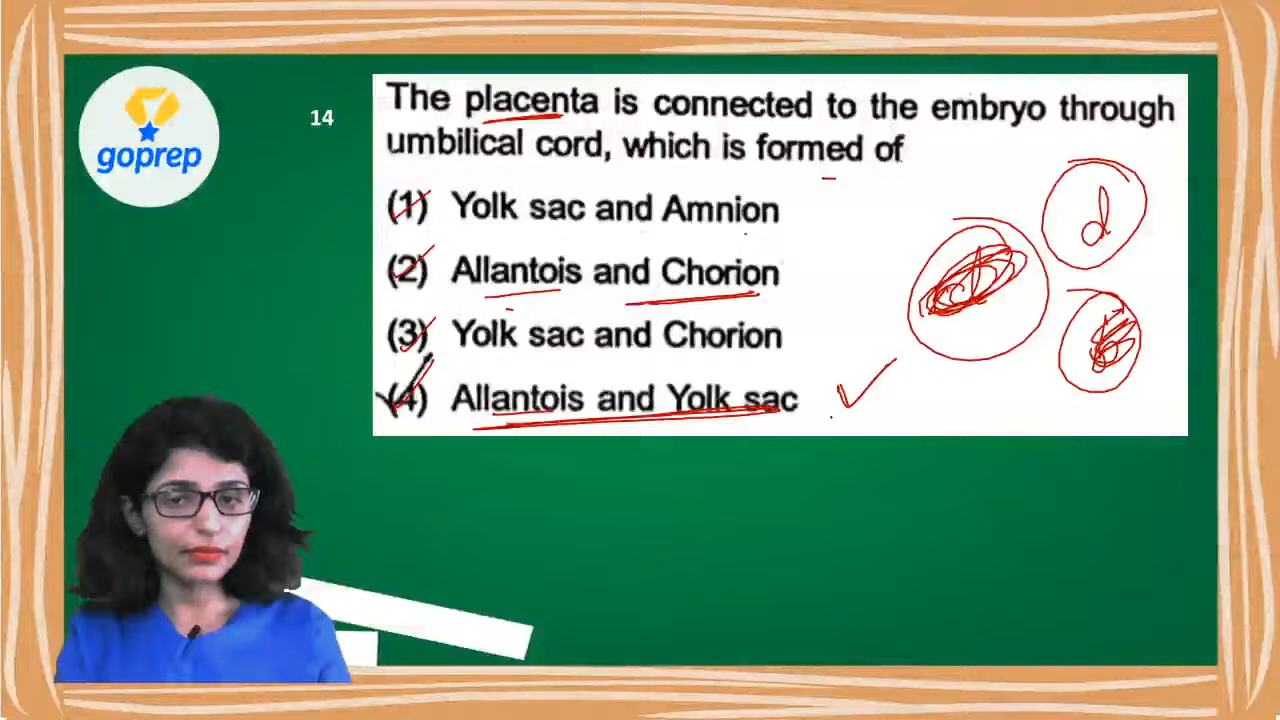 goprep
14
The placenta is connected to the embryo through
umbilical cord, which is formed of
(1) Yolk sac and Amnion
(2) Allantois and Chorion
(3) Yolk sac and Chorion
(4) Allantois and Yolk sac
d